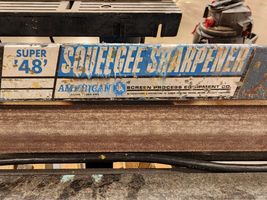 SUPER
$48"
SQUEEGEE SHARPENER
AMERICAN
SCREEN PROCESS EQUIPMENT CO.